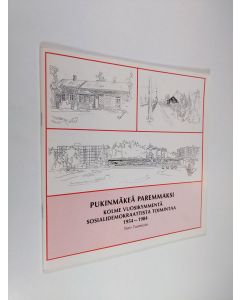 PUKINMÄKEÄ PAREMMAKSI
KOLME VUOSIKYMMENTÄ
SOSIALIDEMOKRAATTISTA TOIMINTAA
1954–1984